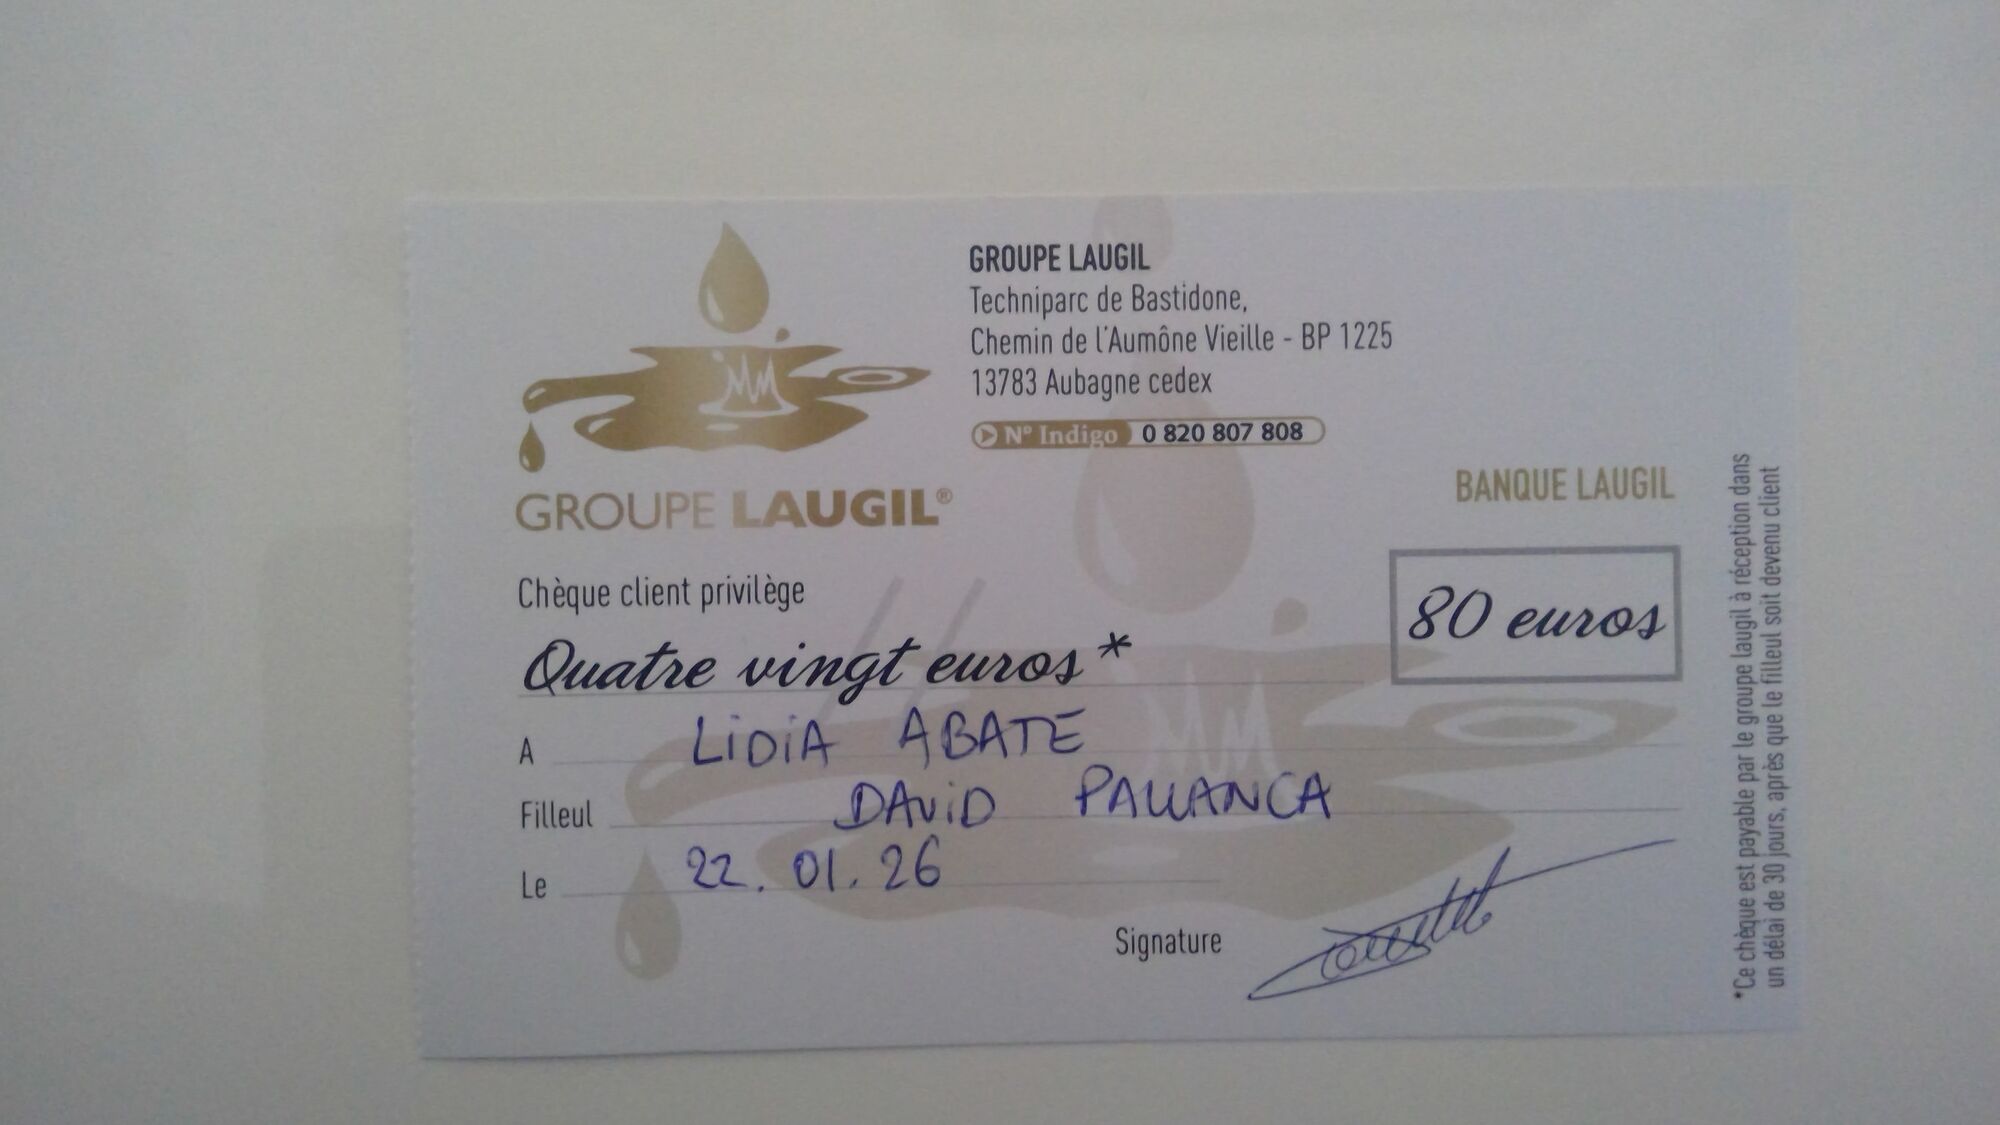 GROUPE LAUGIL
Techniparc de Bastidone,
Chemin de l'Aumône Vieille - BP 1225
13783 Aubagne cedex
N° Indigo 0 820 807 808
GROUPE LAUGIL®
BANQUE LAUGIL
Chèque client privilège
80 euros
Quatre vingt euros*
A LIDIA ABATE
Filleul DAVID PALLANCA
Le 22.01.26
Signature
*Ce chèque est payable par le groupe laugil à réception dans
un délai de 30 jours, après que le filleul soit devenu client